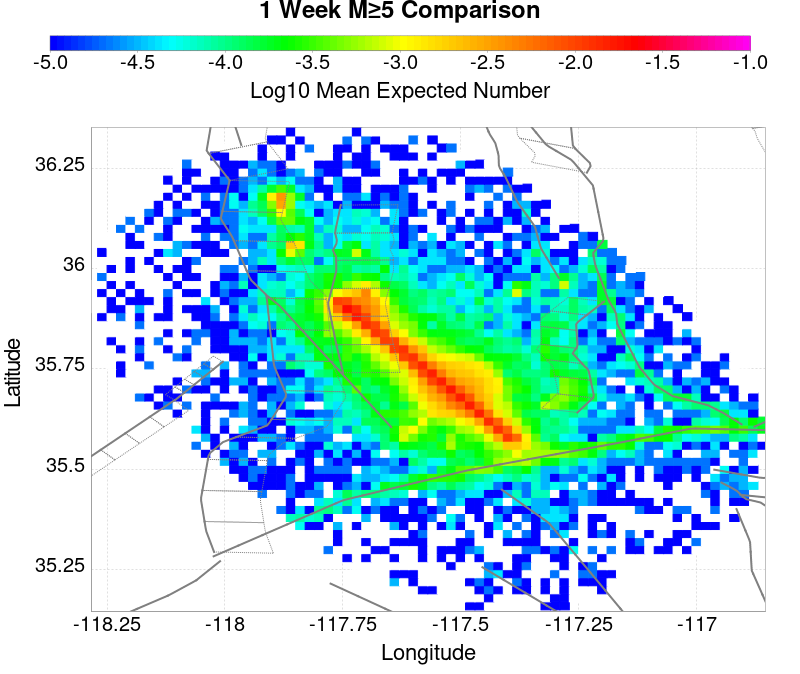 1 Week M≥5 Comparison
-5.0 -4.5 -4.0 -3.5 -3.0 -2.5 -2.0 -1.5 -1.0
Log10 Mean Expected Number
36.25
36
35.75
35.5
35.25
Latitude
-118.25 -118 -117.75 -117.5 -117.25 -117
Longitude